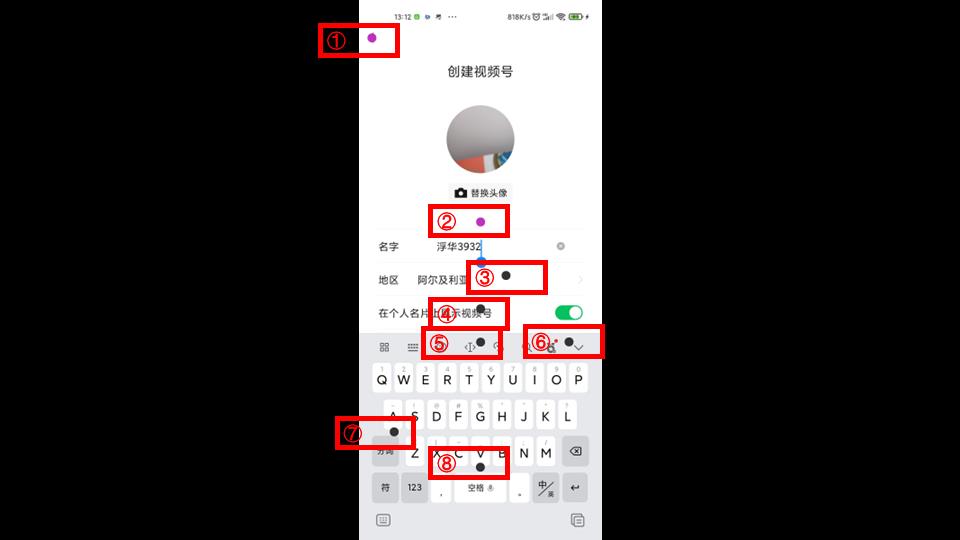 13:12 818K/s
①
创建视频号
替换头像
②
名字 浮华3932
地区 阿尔及利亚 ③
在个人名片上显示视频号 ④
⑤ ⑥
1 2 3 4 5 6 7 8 9 0
Q W E R T Y U I O P
A S D F G H J K L
⑦
分词 Z X C V B N M
⑧
符 123 , 空格 。 中/英